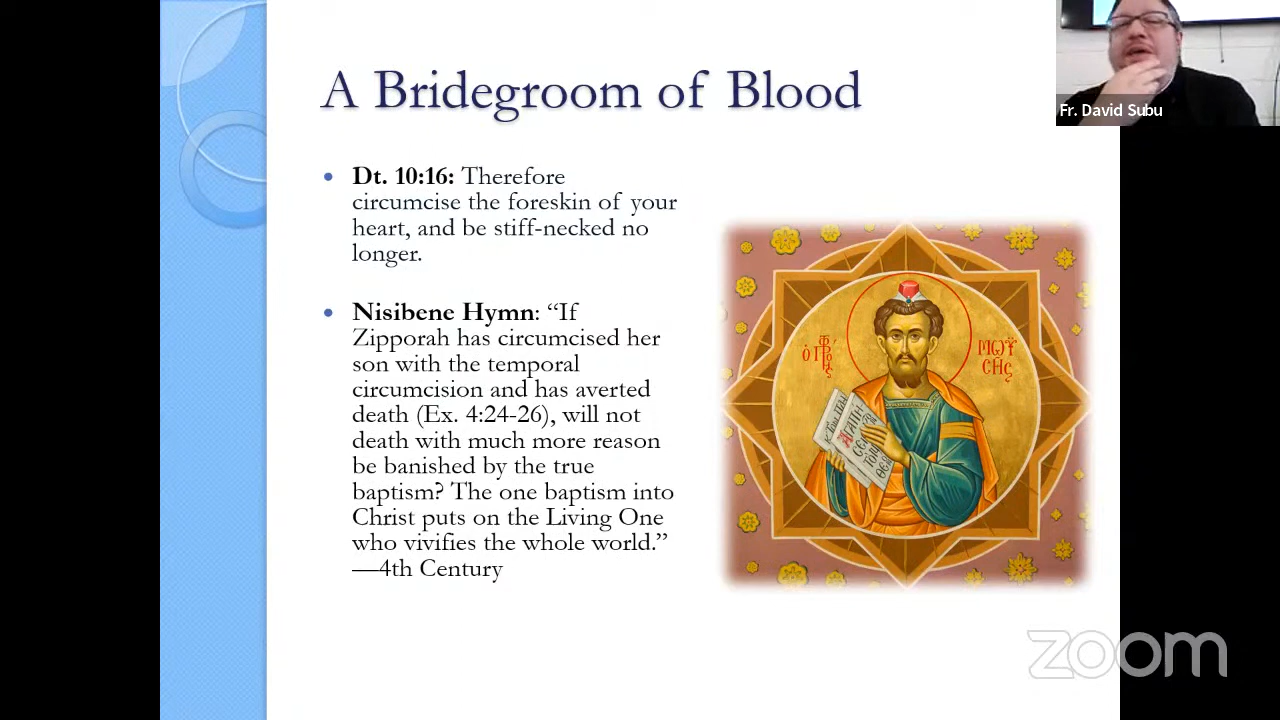 A Bridegroom of Blood
Fr. David Subu
• Dt. 10:16: Therefore
circumcise the foreskin of your
heart, and be stiff-necked no
longer.
• Nisibene Hymn: “If
Zipporah has circumcised her
son with the temporal
circumcision and has averted
death (Ex. 4:24-26), will not
death with much more reason
be banished by the true
baptism? The one baptism into
Christ puts on the Living One
who vivifies the whole world.”
—4th Century
zoom